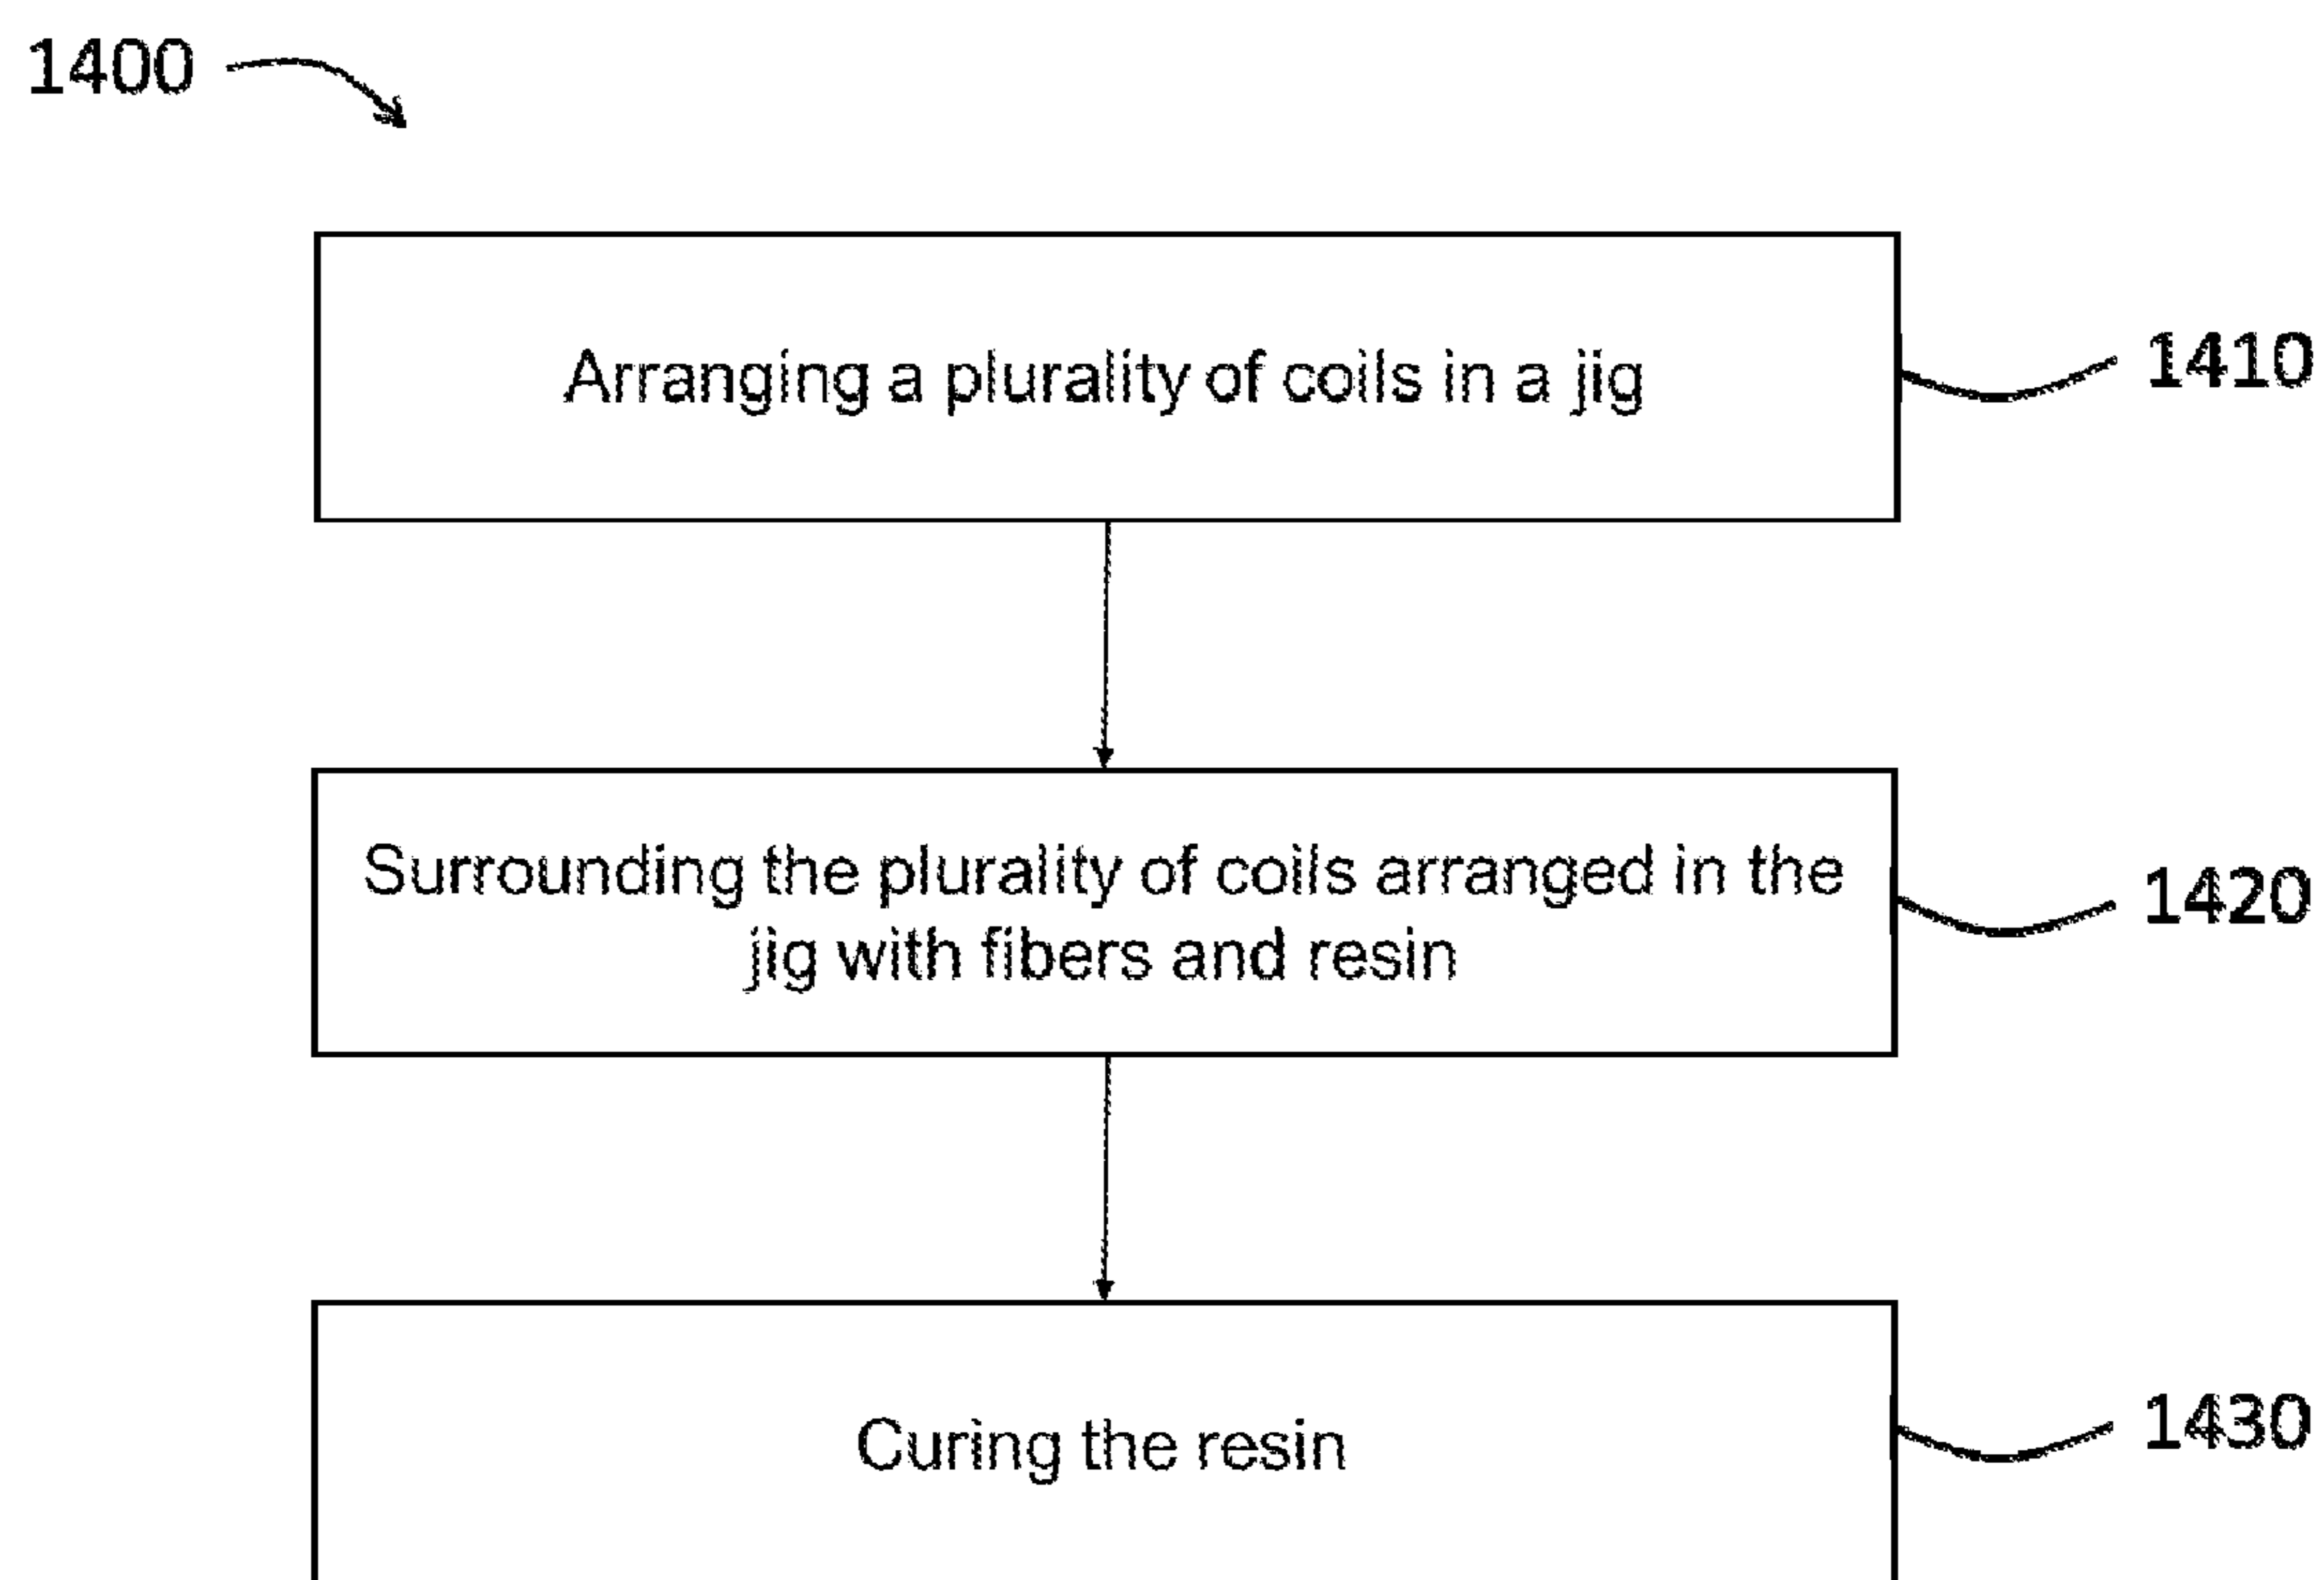 1400
Arranging a plurality of coils in a jig
1410
Surrounding the plurality of coils arranged in the
jig with fibers and resin
1420
Curing the resin
1430